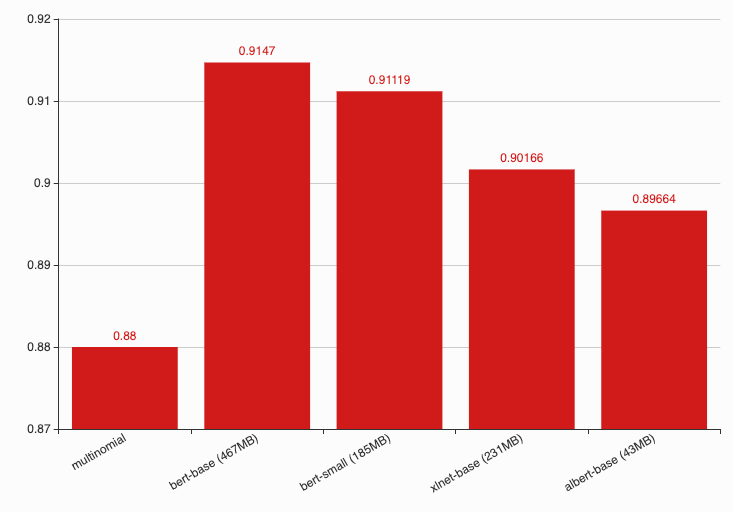 0.92
0.91
0.9
0.89
0.88
0.87
0.88
0.9147
0.91119
0.90166
0.89664
multinomial
bert-base (467MB)
bert-small (185MB)
xlnet-base (231MB)
albert-base (43MB)